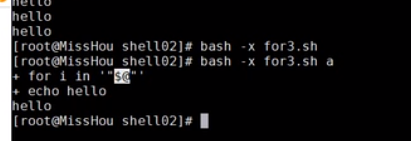 hello
hello
hello
[root@MissHou shell02]# bash -x for3.sh
[root@MissHou shell02]# bash -x for3.sh a
+ for i in '"$@"'
+ echo hello
hello
[root@MissHou shell02]#